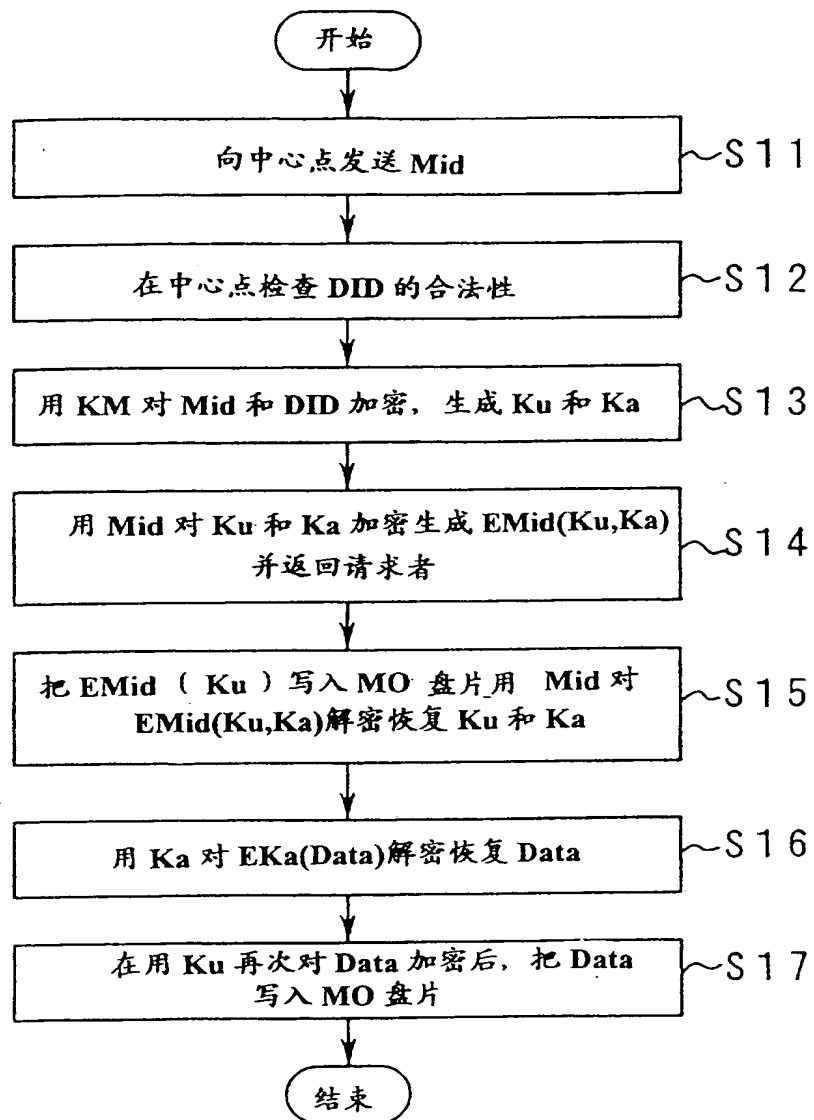 开始
向中心点发送 Mid
S11
在中心点检查 DID 的合法性
S12
用 KM 对 Mid 和 DID 加密，生成 Ku 和 Ka
S13
用 Mid 对 Ku 和 Ka 加密生成 EMid(Ku,Ka)
并返回请求者
S14
把 EMid （ Ku ）写入 MO 盘片用 Mid 对
EMid(Ku,Ka)解密恢复 Ku 和 Ka
S15
用 Ka 对 EKa(Data)解密恢复 Data
S16
在用 Ku 再次对 Data 加密后，把 Data
写入 MO 盘片
S17
结束